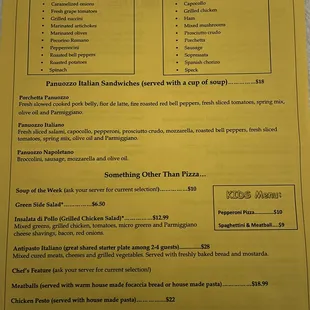 Caramelized onions
Fresh grape tomatoes
Grilled zucchini
Marinated artichokes
Marinated olives
Pecorino Romano
Pepperoncini
Roasted bell peppers
Roasted potatoes
Spinach
Capocollo
Grilled chicken
Ham
Mixed mushrooms
Prosciutto crudo
Porchetta
Sausage
Sopressata
Spanish chorizo
Speck
Panuozzo Italian Sandwiches (served with a cup of soup)..............$18
Porchetta Panuozzo
Fresh slowed cooked pork belly, fior de latte, fire roasted red bell peppers, fresh sliced tomatoes, spring mix, olive oil and Parmiggiano.
Panuozzo Italiano
Fresh sliced salami, capocollo, pepperoni, prosciutto crudo, mozzarella, roasted bell peppers, fresh sliced tomatoes, spring mix, olive oil and Parmiggiano.
Panuozzo Napoletano
Broccolini, sausage, mozzarella and olive oil.
Something Other Than Pizza...
Soup of the Week (ask your server for current selection!)..............$10
Green Side Salad*..............$6.50
Insalata di Pollo (Grilled Chicken Salad)*..............$12.99
Mixed greens, grilled chicken, tomatoes, micro greens and Parmiggiano cheese shavings, bacon, red onions.
KIDS Menu:
Pepperoni Pizza..........$10
Spaghettini & Meatball.....$9
Antipasto Italiano (great shared starter plate among 2-4 guests)..............$28
Mixed cured meats, cheeses and grilled vegetables. Served with freshly baked bread and mostarda.
Chef's Feature (ask your server for current selection!)
Meatballs (served with warm house made focaccia bread or house made pasta)..............$18.99
Chicken Pesto (served with house made pasta)..............$22